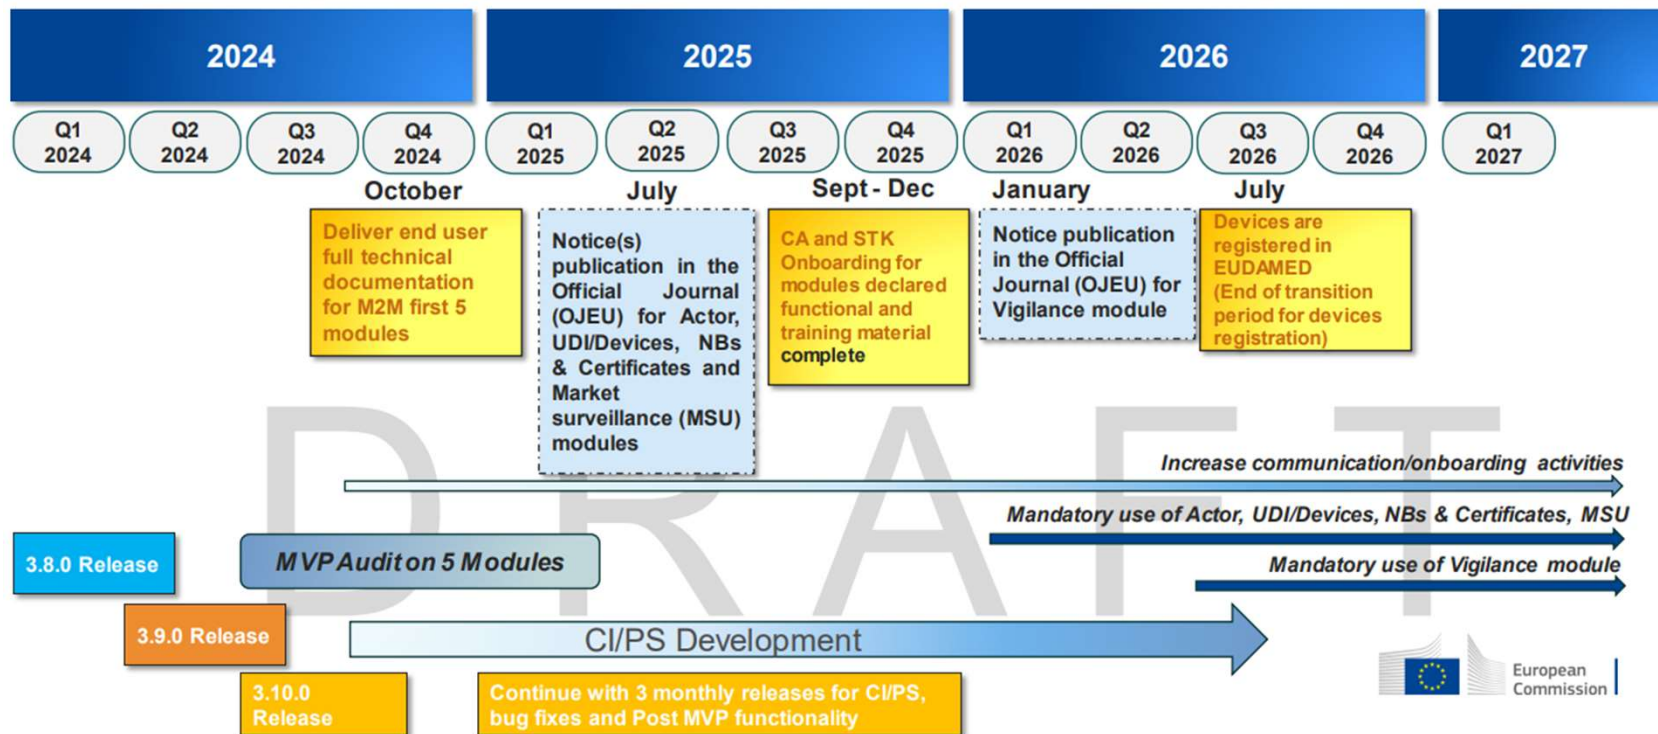 2024
2025
2026
2027
Q1
2024
Q2
2024
Q3
2024
Q4
2024
Q1
2025
Q2
2025
Q3
2025
Q4
2025
Q1
2026
Q2
2026
Q3
2026
Q4
2026
Q1
2027
October
July
Sept - Dec
January
July
Deliver end user
full technical
documentation
for M2M first 5
modules
Notice(s)
publication in the
Official Journal
(OJEU) for Actor,
UDI/Devices, NBs
& Certificates and
Market
surveillance (MSU)
modules
CA and STK
Onboarding for
modules declared
functional and
training material
complete
Notice publication
in the Official
Journal (OJEU) for
Vigilance module
Devices are
registered in
EUDAMED
(End of transition
period for devices
registration)
DRAFT
Increase communication/onboarding activities
Mandatory use of Actor, UDI/Devices, NBs & Certificates, MSU
3.8.0 Release
MVP Audit on 5 Modules
Mandatory use of Vigilance module
3.9.0 Release
CI/PS Development
3.10.0
Release
Continue with 3 monthly releases for CI/PS,
bug fixes and Post MVP functionality
European
Commission